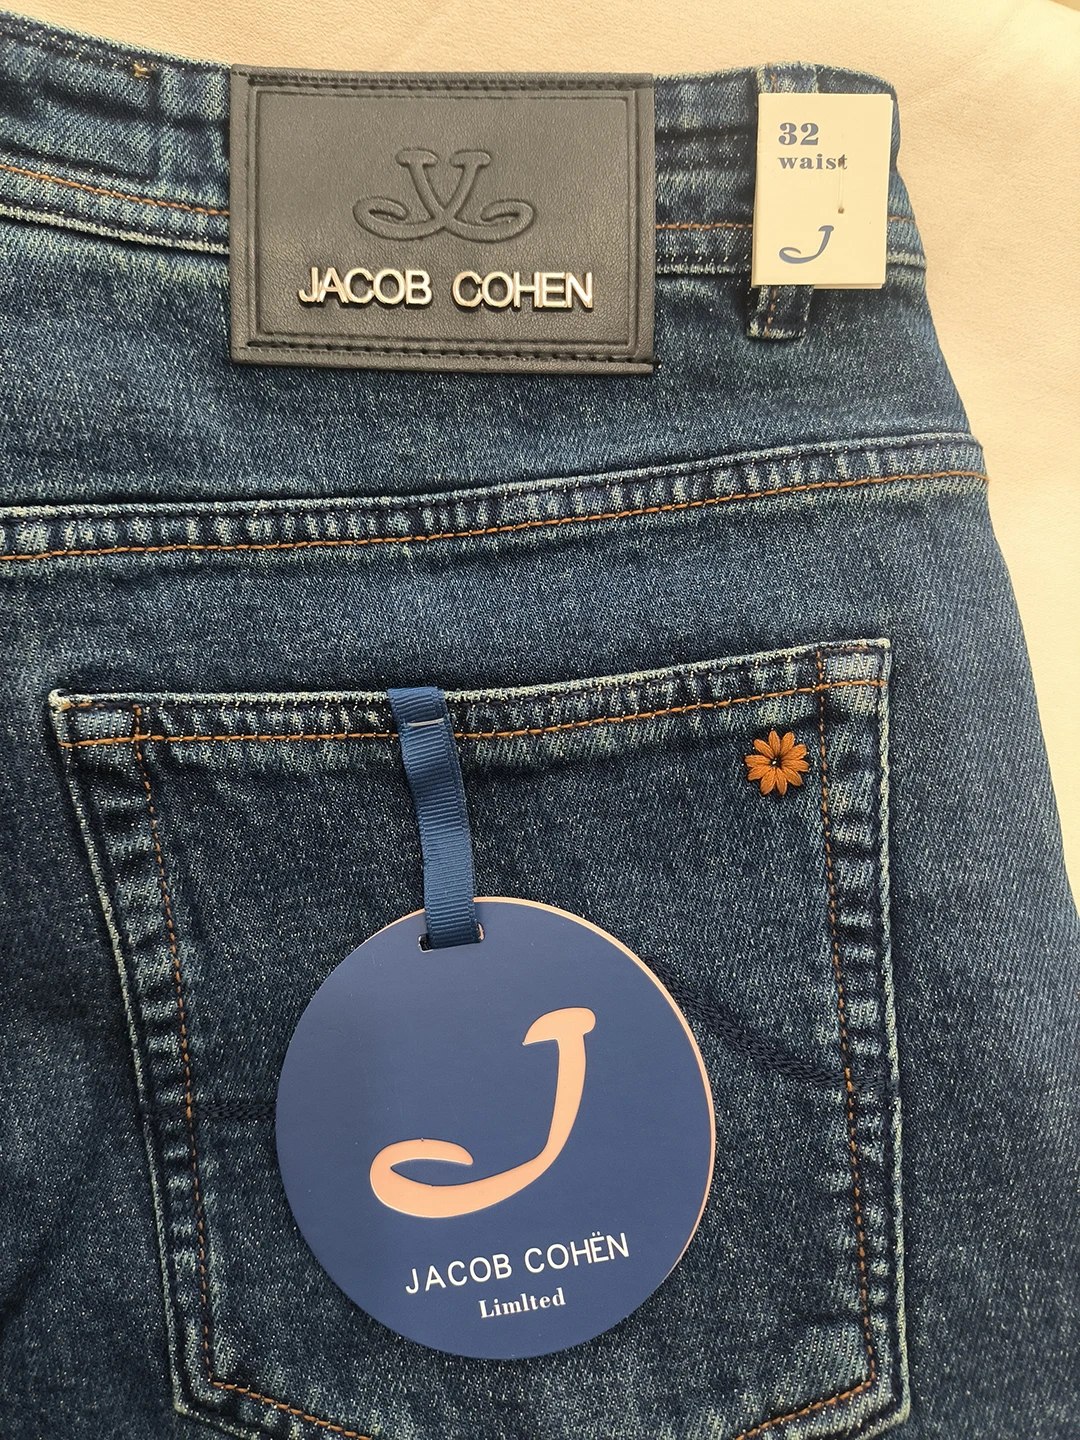 JACOB COHEN
32
waist
J
J
JACOB COHËN
Limlted